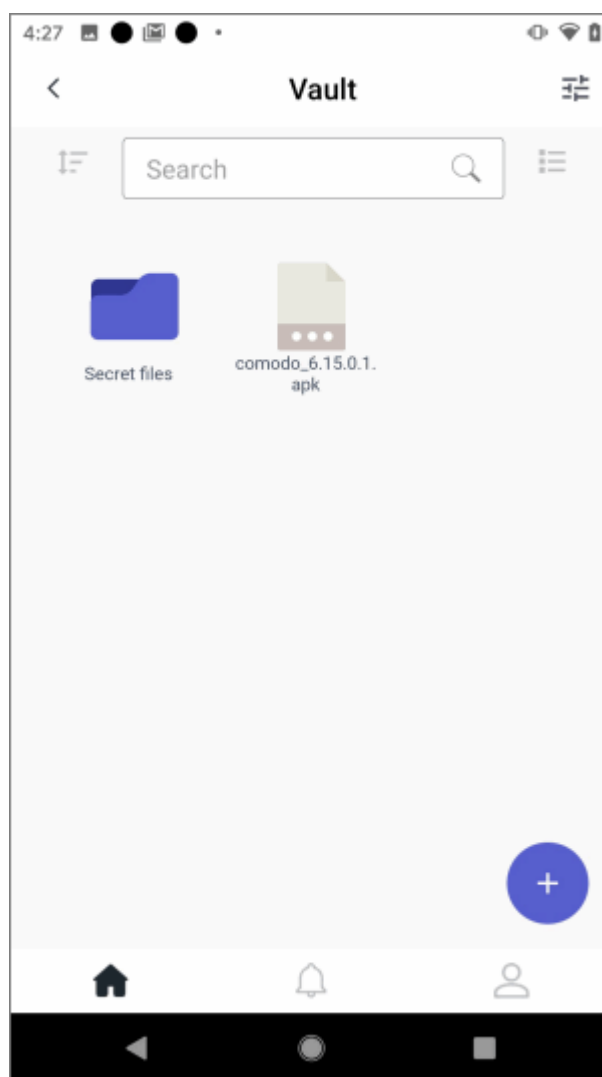 4:27
Vault
Search
Secret files
comodo_6.15.0.1.
apk